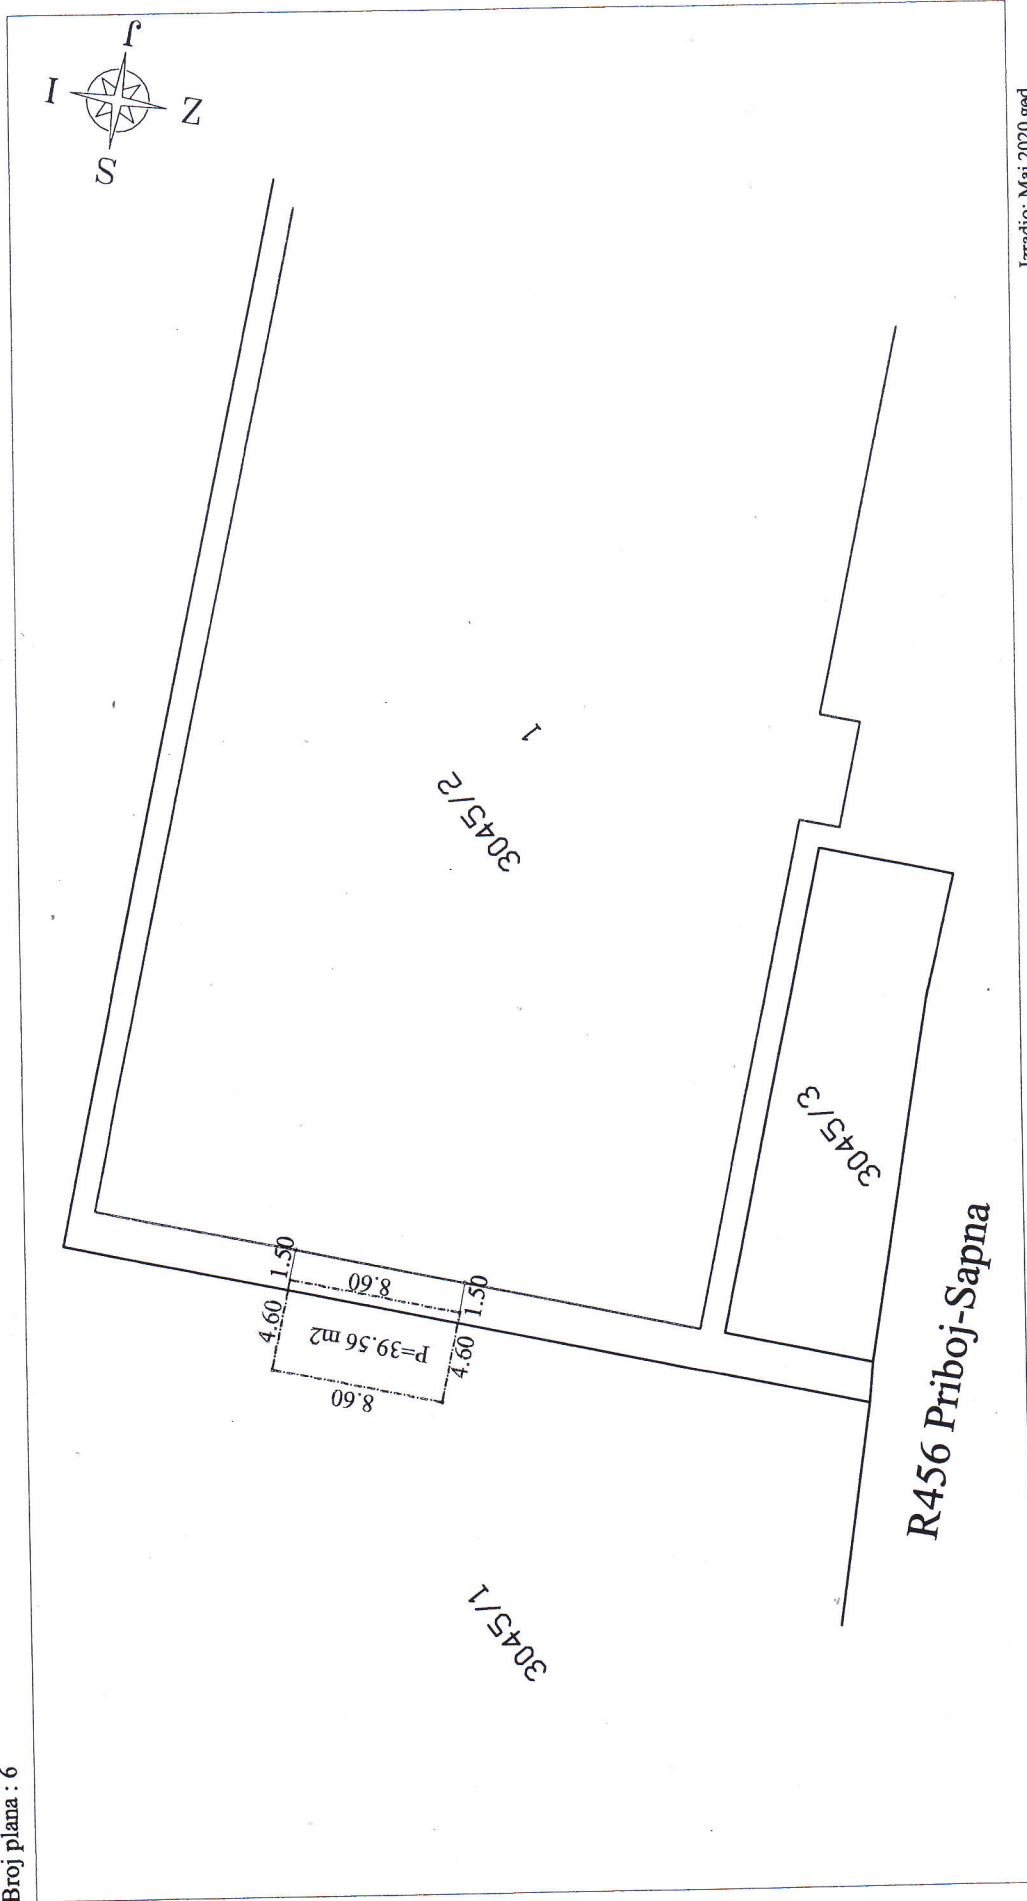 Broj plana : 6
J
I
Z
S
Izradio: Maj 2020 god
1
3045/2
3045/3
1.50
8.60
1.50
4.60
P=39.56 m2
4.60
8.60
R456 Priboj-Sapna
3045/1